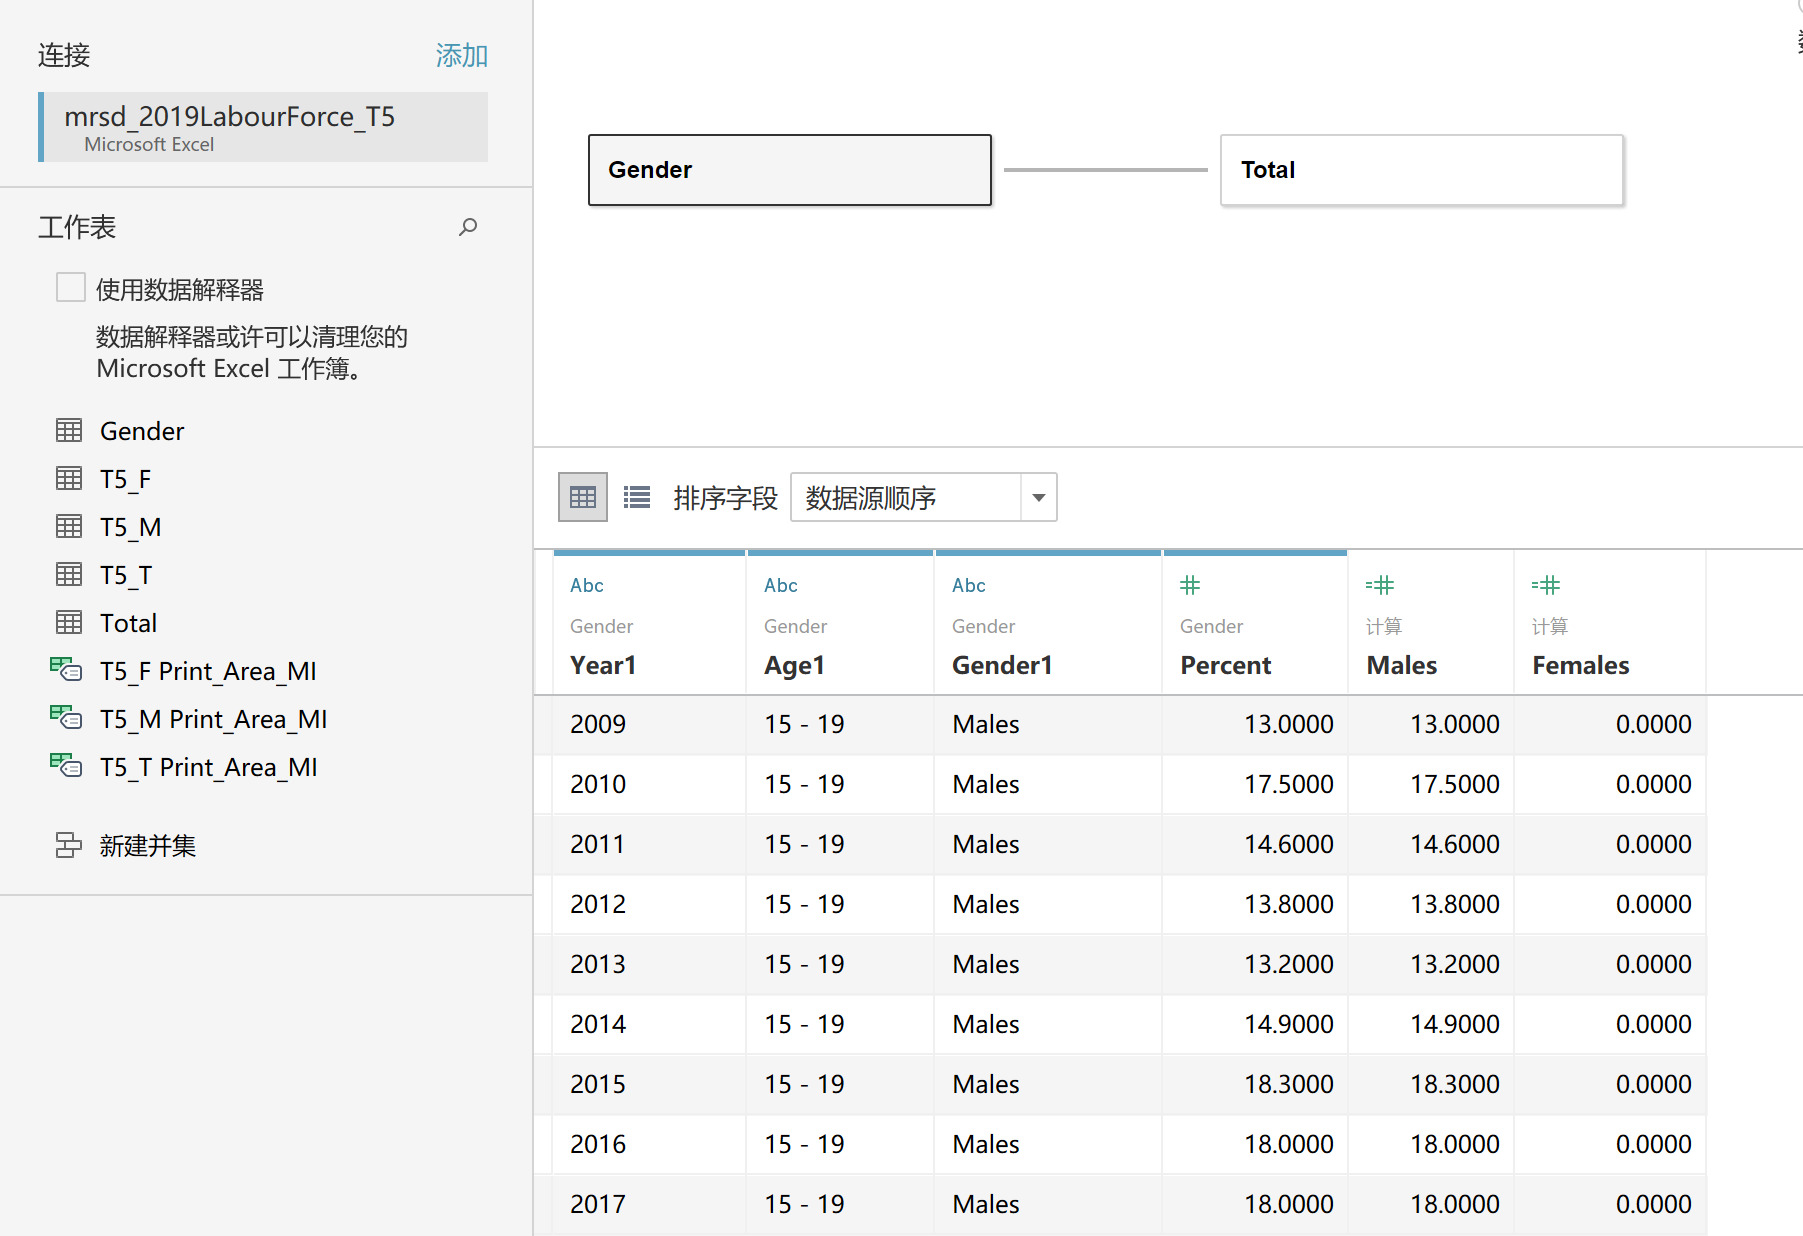 连接 添加
mrsd_2019LabourForce_T5
Microsoft Excel
工作表
使用数据解释器
数据解释器或许可以清理您的
Microsoft Excel 工作簿。
Gender
T5_F
T5_M
T5_T
Total
T5_F Print_Area_MI
T5_M Print_Area_MI
T5_T Print_Area_MI
新建并集
Gender Total
排序字段 数据源顺序
Abc Abc Abc # =# =#
Gender Gender Gender Gender 计算 计算
Year1 Age1 Gender1 Percent Males Females
2009 15 - 19 Males 13.0000 13.0000 0.0000
2010 15 - 19 Males 17.5000 17.5000 0.0000
2011 15 - 19 Males 14.6000 14.6000 0.0000
2012 15 - 19 Males 13.8000 13.8000 0.0000
2013 15 - 19 Males 13.2000 13.2000 0.0000
2014 15 - 19 Males 14.9000 14.9000 0.0000
2015 15 - 19 Males 18.3000 18.3000 0.0000
2016 15 - 19 Males 18.0000 18.0000 0.0000
2017 15 - 19 Males 18.0000 18.0000 0.0000